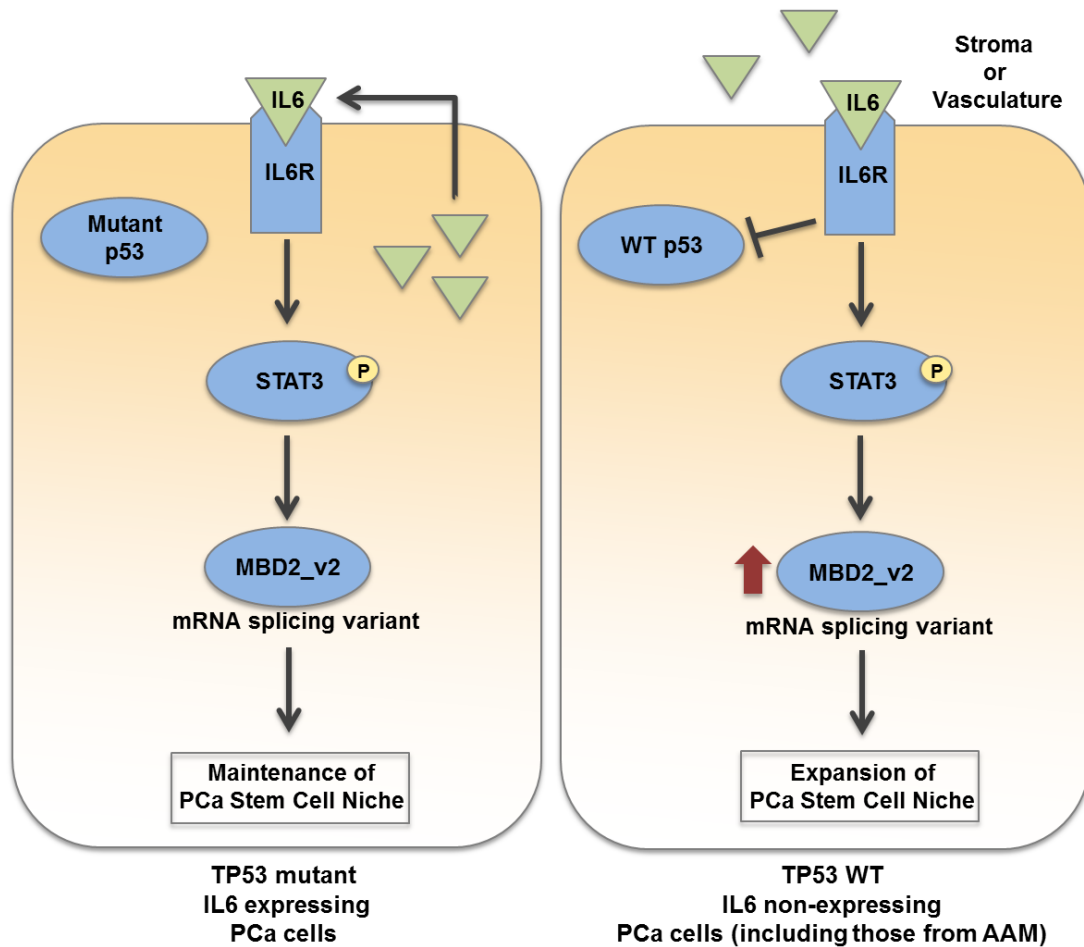 IL6
IL6R
Mutant
p53
STAT3
P
MBD2_v2
mRNA splicing variant
Maintenance of
PCa Stem Cell Niche
TP53 mutant
IL6 expressing
PCa cells
Stroma
or
Vasculature
IL6
IL6R
WT p53
STAT3
P
MBD2_v2
mRNA splicing variant
Expansion of
PCa Stem Cell Niche
TP53 WT
IL6 non-expressing
PCa cells (including those from AAM)